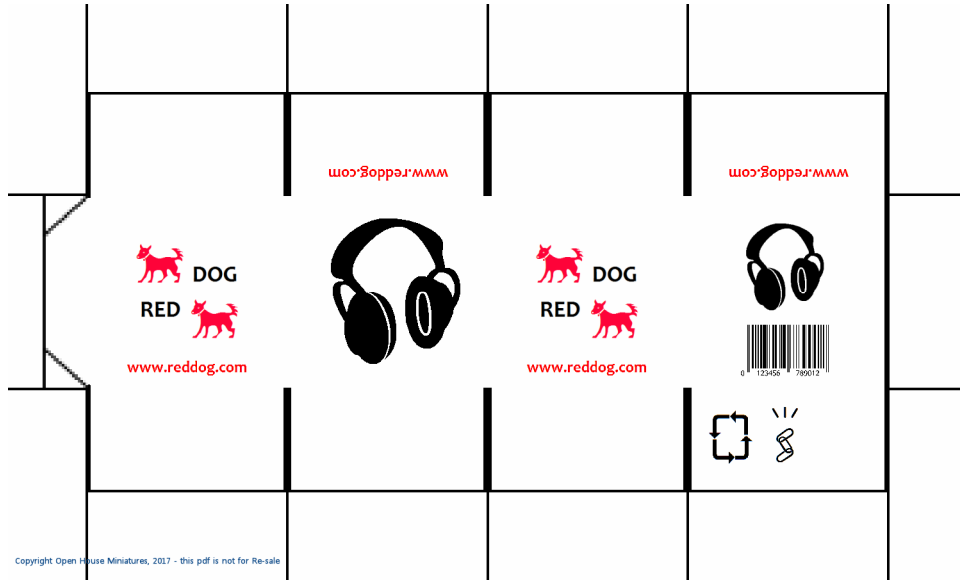 www.reddog.com
www.reddog.com
DOG
RED
www.reddog.com
DOG
RED
www.reddog.com
0 123456 789012
Copyright Open House Miniatures, 2017 - this pdf is not for Re-sale